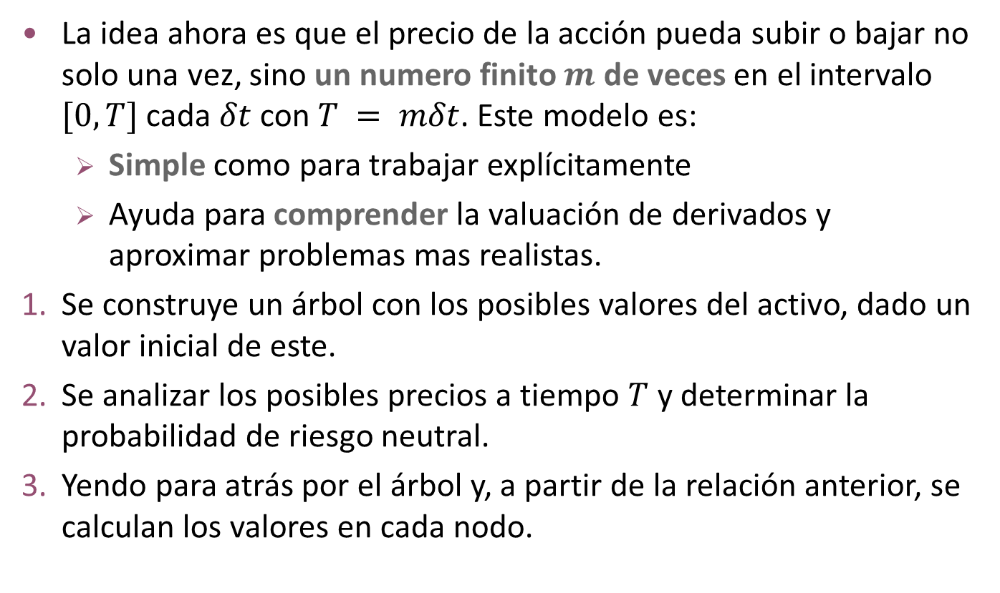 • La idea ahora es que el precio de la acción pueda subir o bajar no
solo una vez, sino un numero finito m de veces en el intervalo
[0, T] cada δt con T = mδt. Este modelo es:
➢ Simple como para trabajar explícitamente
➢ Ayuda para comprender la valuación de derivados y
aproximar problemas mas realistas.
1. Se construye un árbol con los posibles valores del activo, dado un
valor inicial de este.
2. Se analizar los posibles precios a tiempo T y determinar la
probabilidad de riesgo neutral.
3. Yendo para atrás por el árbol y, a partir de la relación anterior, se
calculan los valores en cada nodo.